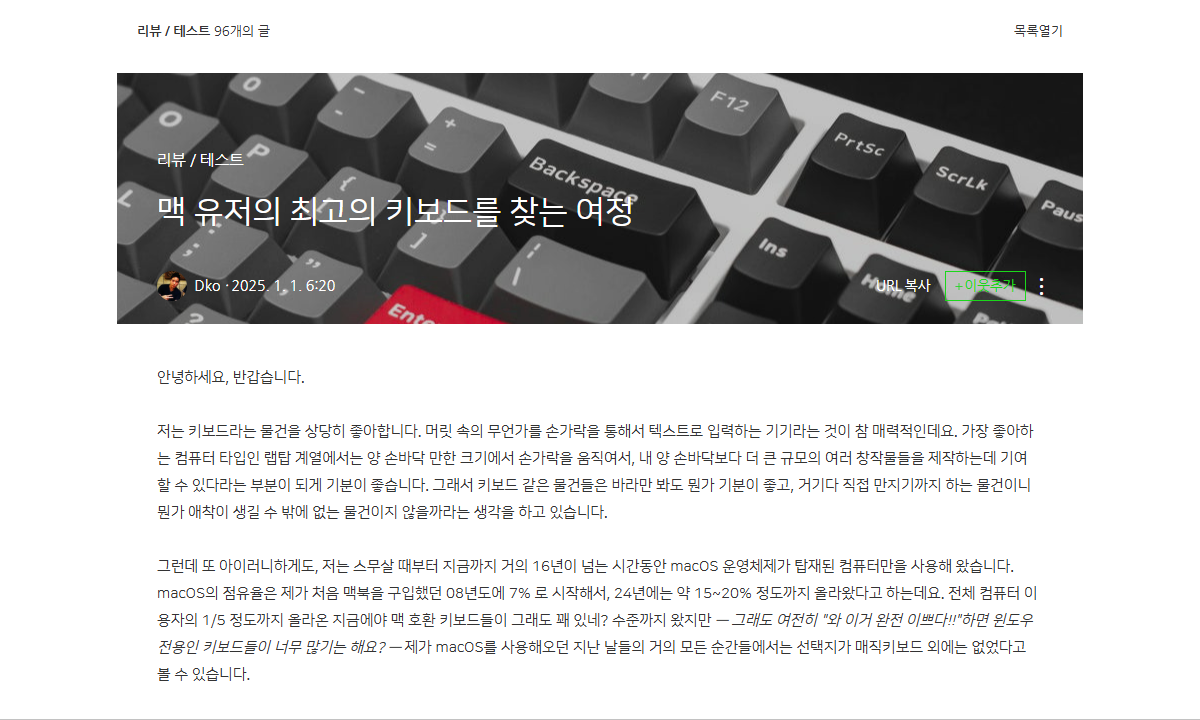 리뷰 / 테스트 96개의 글
목록열기
O
-
-
+
=
F11
F12
PrtSc
ScrLk
Paus
O
P
{
[
Backspace
리뷰 / 테스트
맥 유저의 최고의 키보드를 찾는 여정
L
:
;
"
}
]
|
\
Ins
Home
?
Enter
Dko · 2025. 1. 1. 6:20
URL 복사
+이웃추가
안녕하세요, 반갑습니다.
저는 키보드라는 물건을 상당히 좋아합니다. 머릿 속의 무언가를 손가락을 통해서 텍스트로 입력하는 기기라는 것이 참 매력적인데요. 가장 좋아하
는 컴퓨터 타입인 랩탑 계열에서는 양 손바닥 만한 크기에서 손가락을 움직여서, 내 양 손바닥보다 더 큰 규모의 여러 창작물들을 제작하는데 기여
할 수 있다라는 부분이 되게 기분이 좋습니다. 그래서 키보드 같은 물건들은 바라만 봐도 뭔가 기분이 좋고, 거기다 직접 만지기까지 하는 물건이니
뭔가 애착이 생길 수 밖에 없는 물건이지 않을까라는 생각을 하고 있습니다.
그런데 또 아이러니하게도, 저는 스무살 때부터 지금까지 거의 16년이 넘는 시간동안 macOS 운영체제가 탑재된 컴퓨터만을 사용해 왔습니다.
macOS의 점유율은 제가 처음 맥북을 구입했던 08년도에 7% 로 시작해서, 24년에는 약 15~20% 정도까지 올라왔다고 하는데요. 전체 컴퓨터 이
용자의 1/5 정도까지 올라온 지금에야 맥 호환 키보드들이 그래도 꽤 있네? 수준까지 왔지만 — 그래도 여전히 "와 이거 완전 이쁘다!!"하면 윈도우
전용인 키보드들이 너무 많기는 해요? — 제가 macOS를 사용해오던 지난 날들의 거의 모든 순간들에서는 선택지가 매직키보드 외에는 없었다고
볼 수 있습니다.